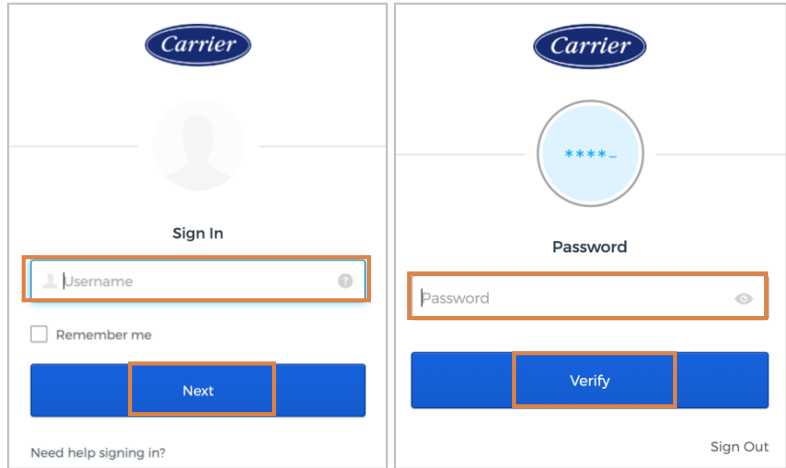 Carrier
Sign In
Username
Remember me
Next
Need help signing in?
Carrier
****_
Password
Password
Verify
Sign Out